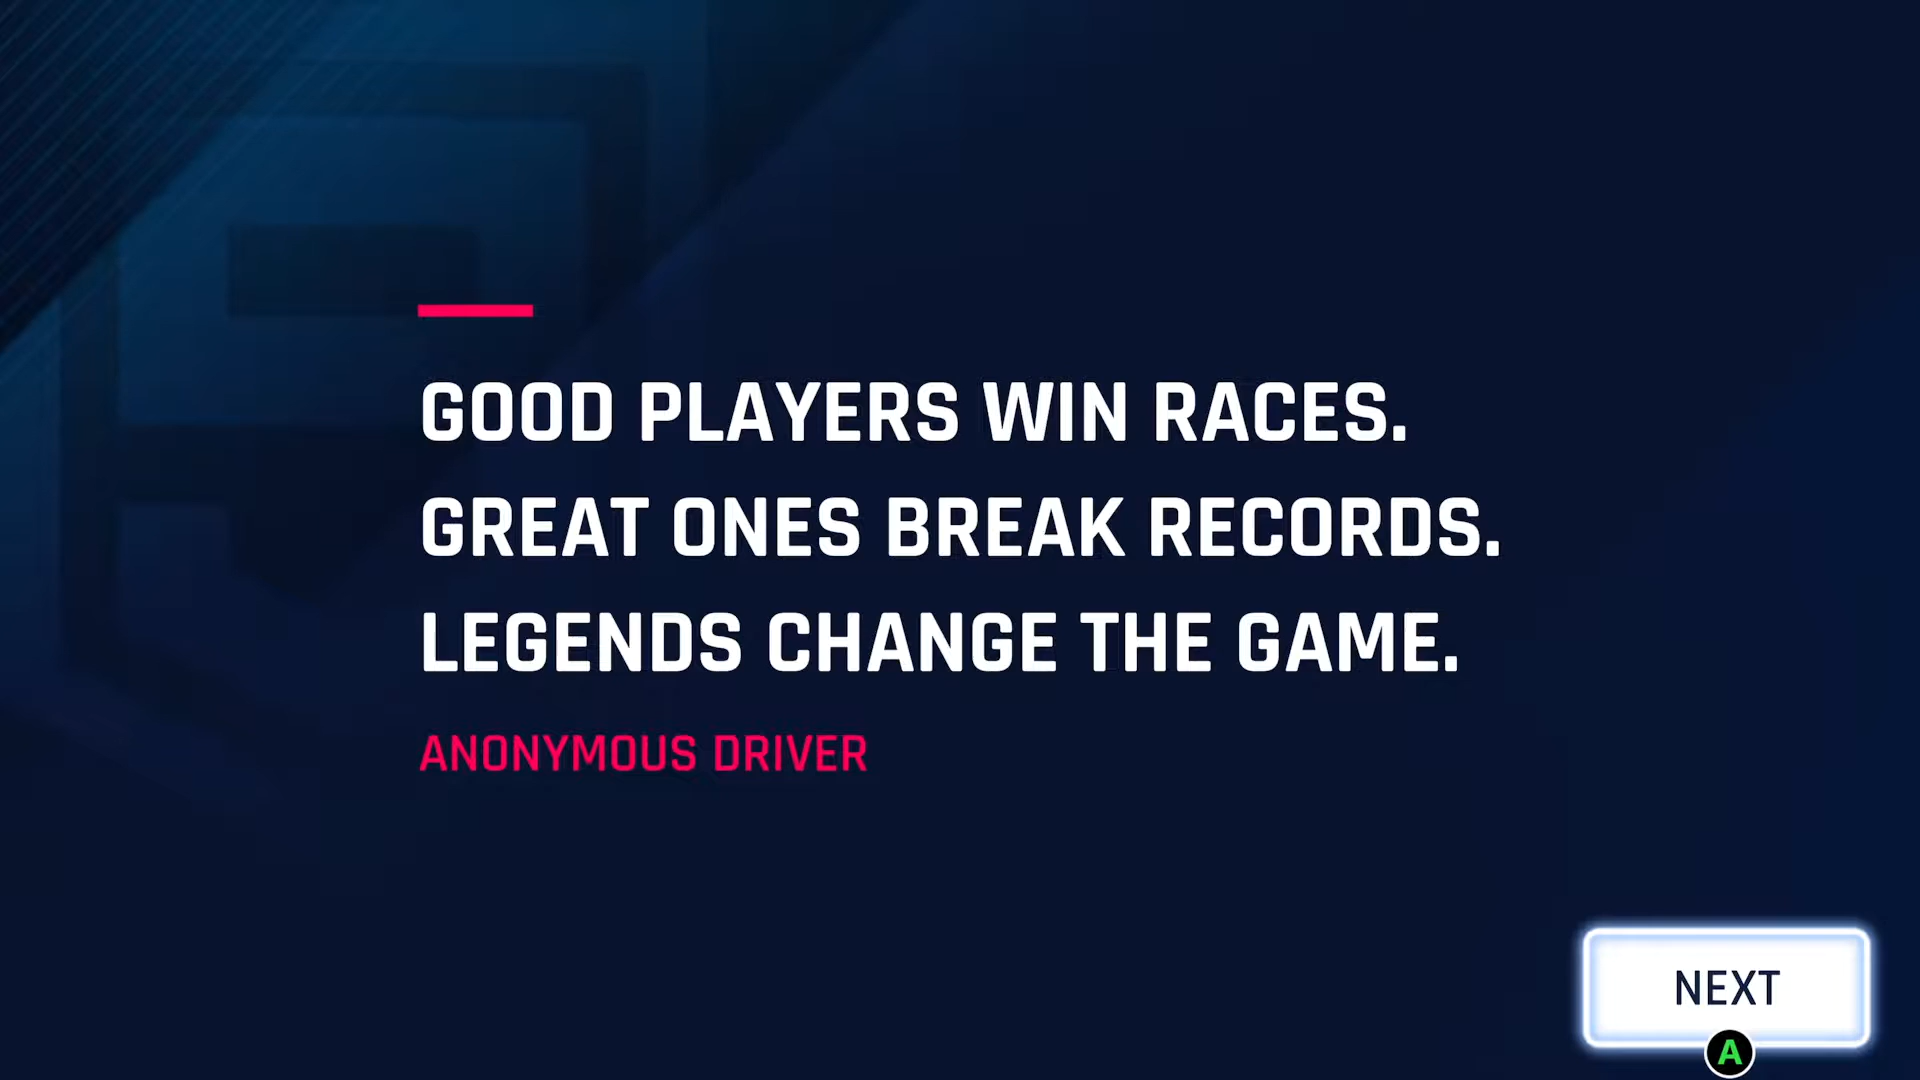 GOOD PLAYERS WIN RACES.
GREAT ONES BREAK RECORDS.
LEGENDS CHANGE THE GAME.
ANONYMOUS DRIVER
NEXT
A